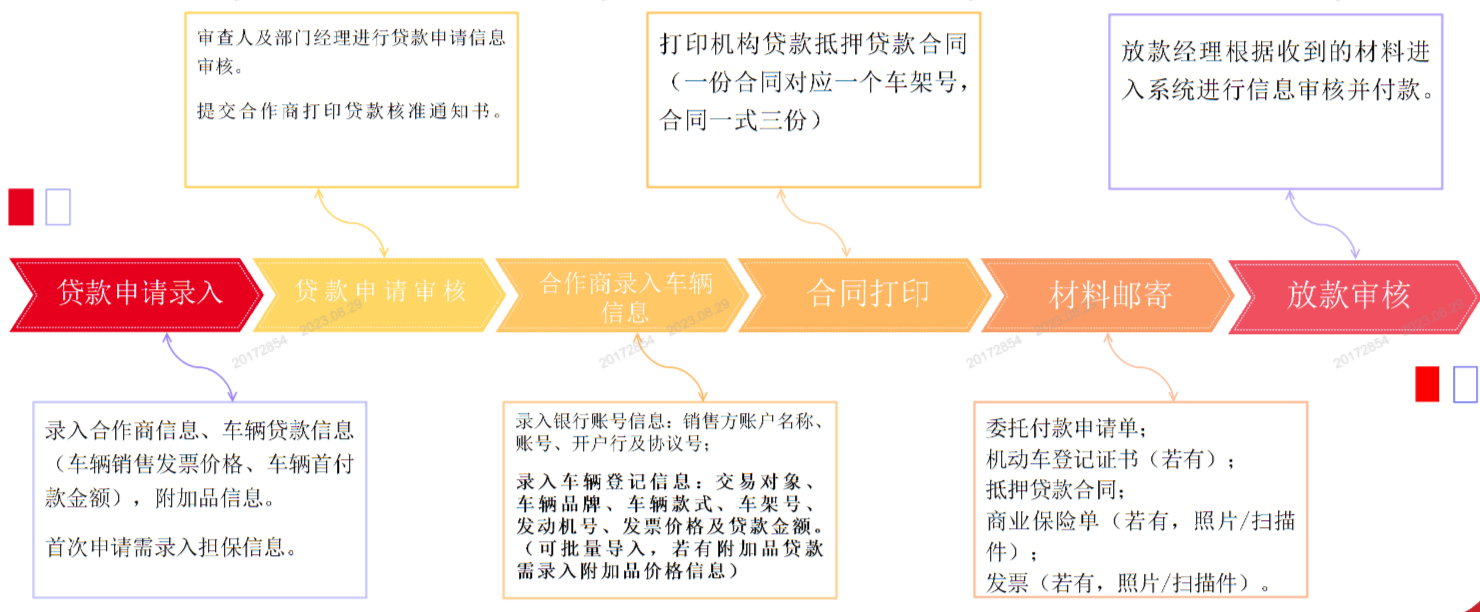 审查人及部门经理进行贷款申请信息
审核。
提交合作商打印贷款核准通知书。
打印机构贷款抵押贷款合同
（一份合同对应一个车架号，
合同一式三份）
放款经理根据收到的材料进
入系统进行信息审核并付款。
贷款申请录入
贷款申请审核
合作商录入车辆
信息
合同打印
材料邮寄
放款审核
20172854 2023.08.29
20172854 2023.08.29
20172854 2023.08.29
20172854 2023.08.29
录入合作商信息、车辆贷款信息
（车辆销售发票价格、车辆首付
款金额），附加品信息。
首次申请需录入担保信息。
录入银行账号信息：销售方账户名称、
账号、开户行及协议号；
录入车辆登记信息：交易对象、
车辆品牌、车辆款式、车架号、
发动机号、发票价格及贷款金额。
（可批量导入，若有附加品贷款
需录入附加品价格信息）
委托付款申请单；
机动车登记证书（若有）；
抵押贷款合同；
商业保险单（若有，照片/扫描
件）；
发票（若有，照片/扫描件）。